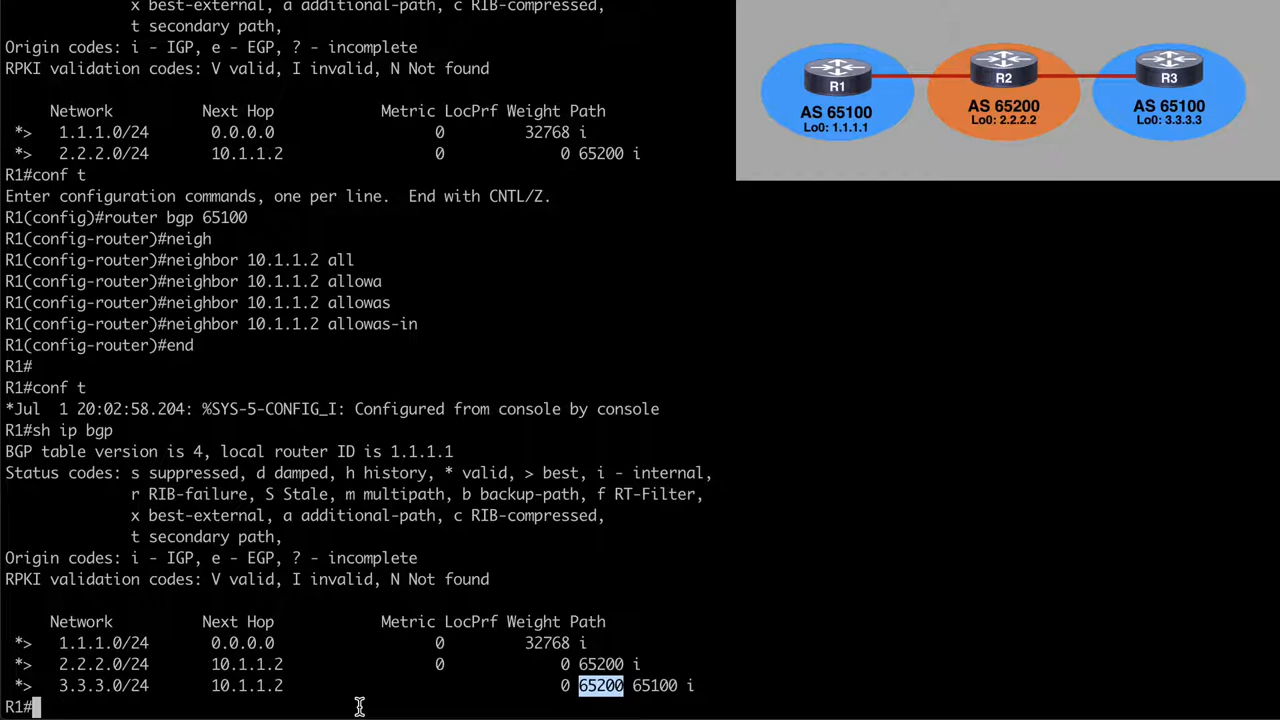 x best-external, a additional-path, c RIB-compressed,
t secondary path,
Origin codes: i - IGP, e - EGP, ? - incomplete
RPKI validation codes: V valid, I invalid, N Not found
Network Next Hop Metric LocPrf Weight Path
*> 1.1.1.0/24 0.0.0.0 0 32768 i
*> 2.2.2.0/24 10.1.1.2 0 0 65200 i
R1#conf t
Enter configuration commands, one per line. End with CNTL/Z.
R1(config)#router bgp 65100
R1(config-router)#neigh
R1(config-router)#neighbor 10.1.1.2 all
R1(config-router)#neighbor 10.1.1.2 allowa
R1(config-router)#neighbor 10.1.1.2 allowas
R1(config-router)#neighbor 10.1.1.2 allowas-in
R1(config-router)#end
R1#
R1#conf t
*Jul 1 20:02:58.204: %SYS-5-CONFIG_I: Configured from console by console
R1#sh ip bgp
BGP table version is 4, local router ID is 1.1.1.1
Status codes: s suppressed, d damped, h history, * valid, > best, i - internal,
r RIB-failure, S Stale, m multipath, b backup-path, f RT-Filter,
x best-external, a additional-path, c RIB-compressed,
t secondary path,
Origin codes: i - IGP, e - EGP, ? - incomplete
RPKI validation codes: V valid, I invalid, N Not found
Network Next Hop Metric LocPrf Weight Path
*> 1.1.1.0/24 0.0.0.0 0 32768 i
*> 2.2.2.0/24 10.1.1.2 0 0 65200 i
*> 3.3.3.0/24 10.1.1.2 0 65200 65100 i
R1#
R1
AS 65100
Lo0: 1.1.1.1
R2
AS 65200
Lo0: 2.2.2.2
R3
AS 65100
Lo0: 3.3.3.3